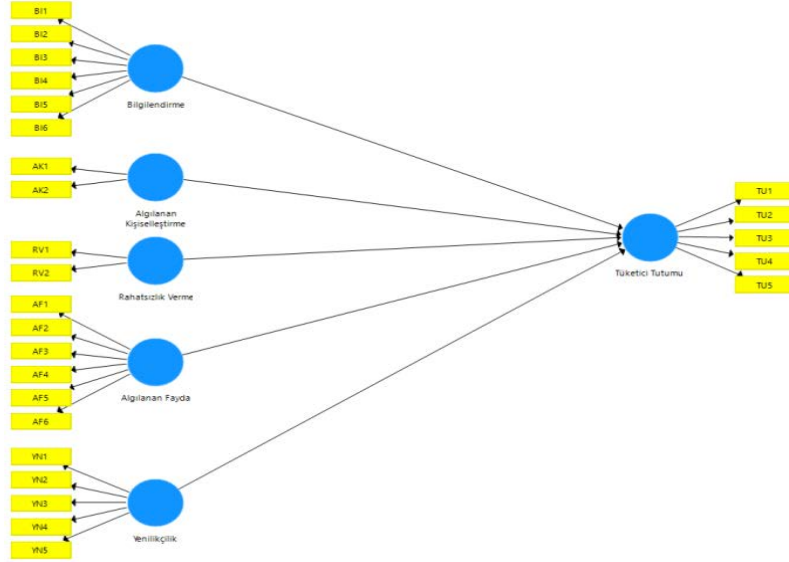 BI1
BI2
BI3
BI4
BI5
BI6
Bilgilendirme
AK1
AK2
Algılanan
Kişiselleştirme
RV1
RV2
Rahatsızlık Verme
AF1
AF2
AF3
AF4
AF5
AF6
Algılanan Fayda
YN1
YN2
YN3
YN4
YN5
Yenilikçilik
TU1
TU2
TU3
TU4
TU5
Tüketici Tutumu